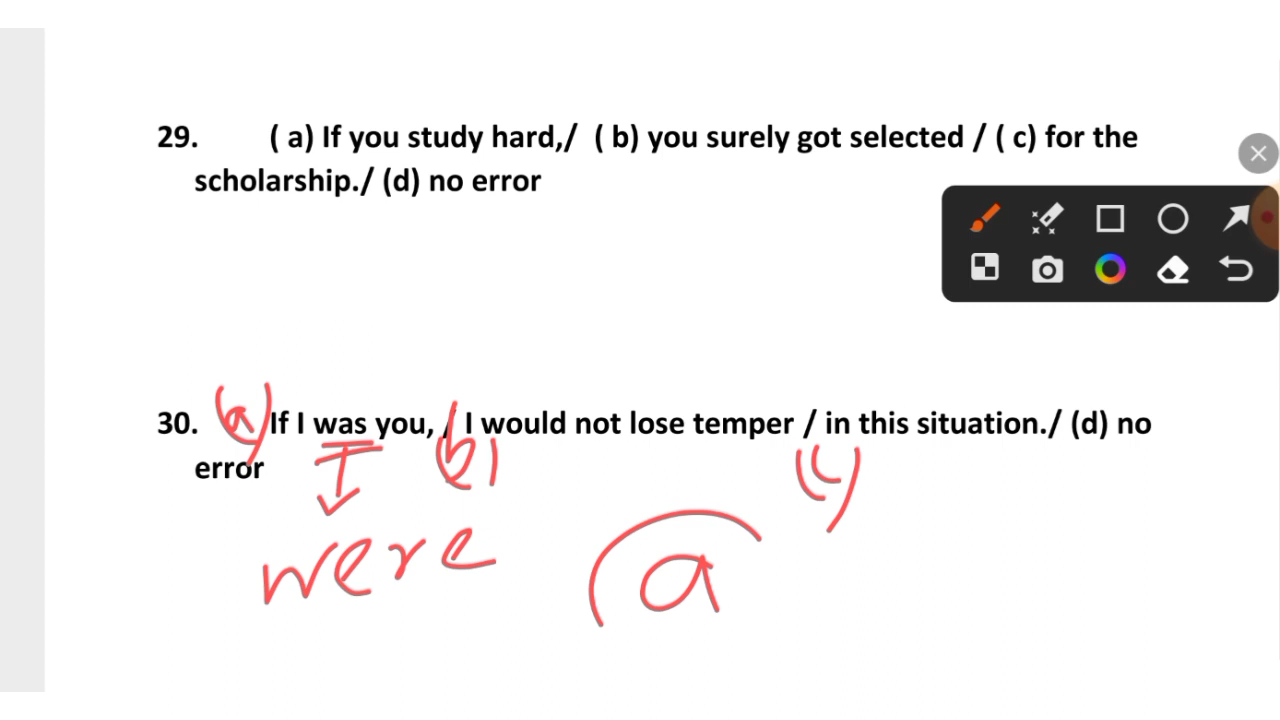 29. ( a) If you study hard,/ ( b) you surely got selected / ( c) for the
scholarship./ (d) no error
30. (a) If I was you, / I would not lose temper / in this situation./ (d) no
error (b) (c)
were (a